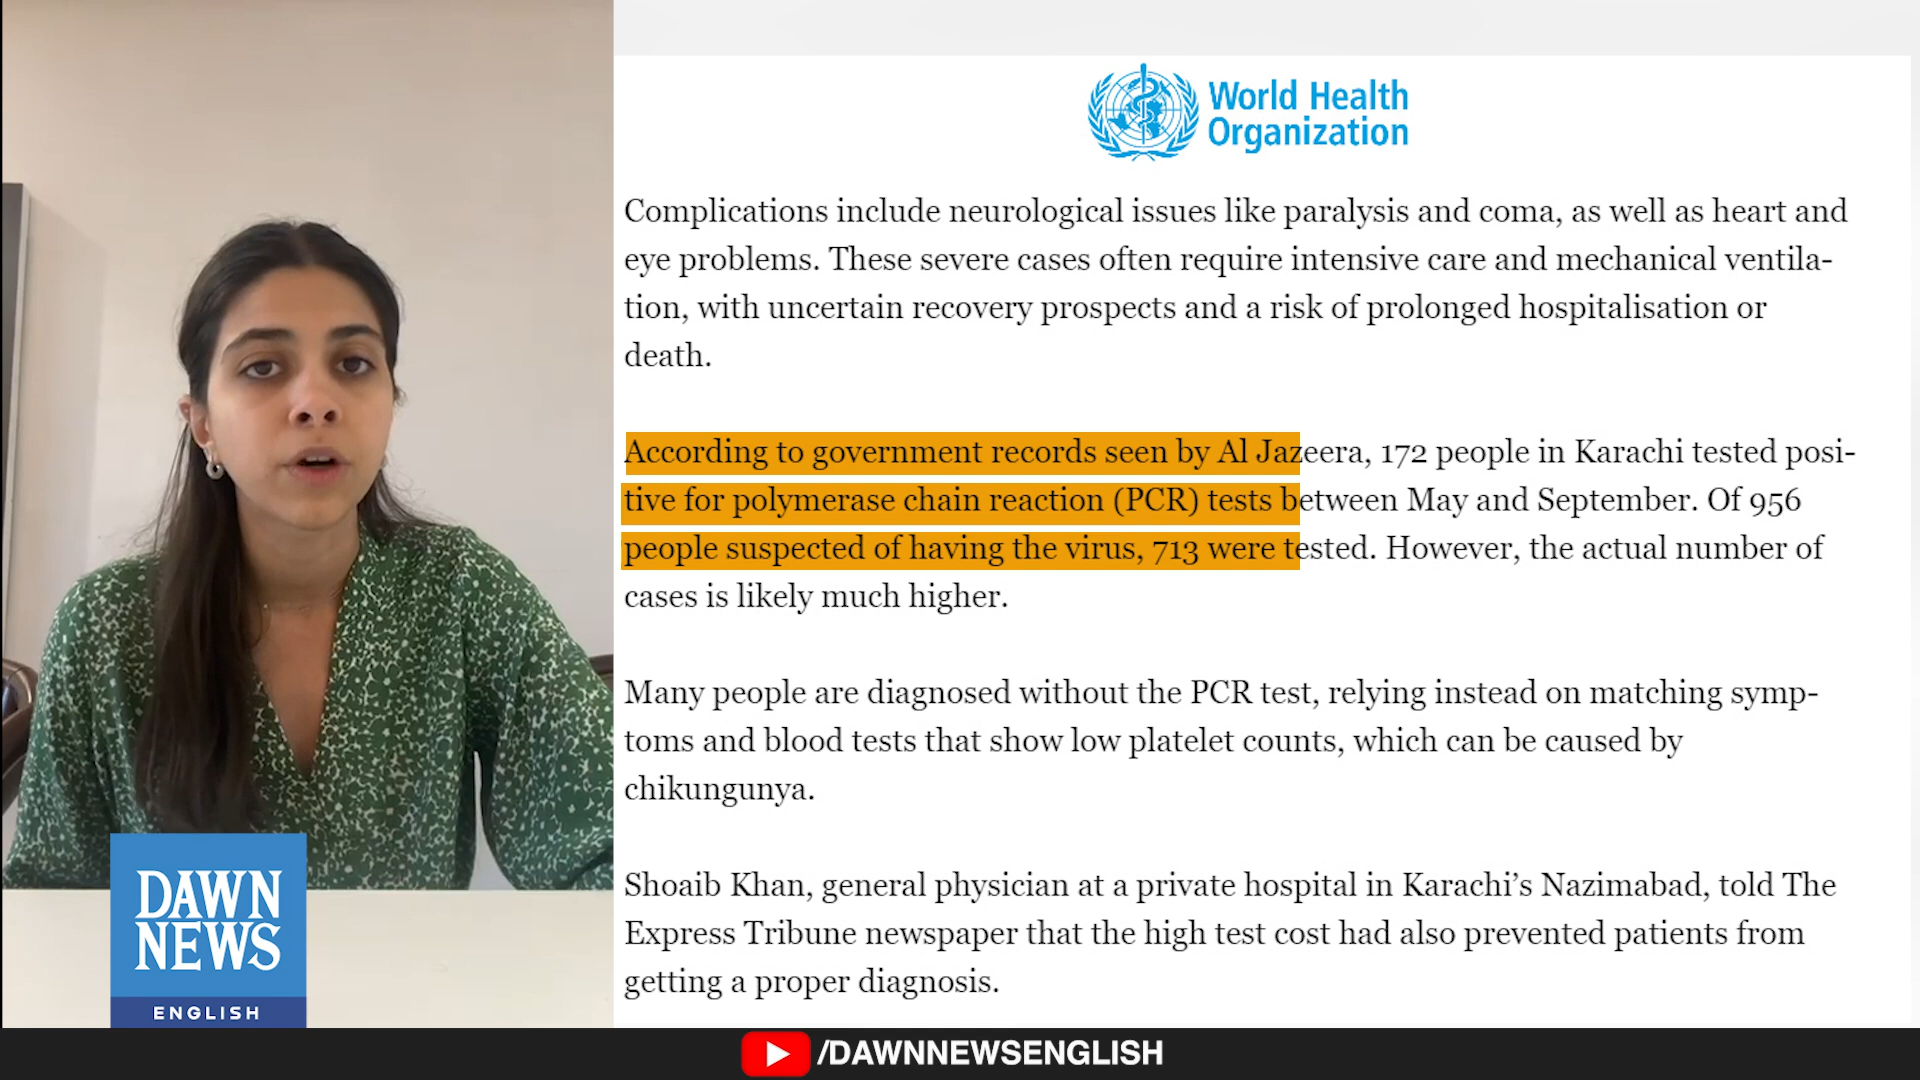 World Health
Organization
Complications include neurological issues like paralysis and coma, as well as heart and
eye problems. These severe cases often require intensive care and mechanical ventila-
tion, with uncertain recovery prospects and a risk of prolonged hospitalisation or
death.
According to government records seen by Al Jazeera, 172 people in Karachi tested posi-
tive for polymerase chain reaction (PCR) tests between May and September. Of 956
people suspected of having the virus, 713 were tested. However, the actual number of
cases is likely much higher.
Many people are diagnosed without the PCR test, relying instead on matching symp-
toms and blood tests that show low platelet counts, which can be caused by
chikungunya.
Shoaib Khan, general physician at a private hospital in Karachi’s Nazimabad, told The
Express Tribune newspaper that the high test cost had also prevented patients from
getting a proper diagnosis.
DAWN
NEWS
ENGLISH
/DAWNNEWSENGLISH